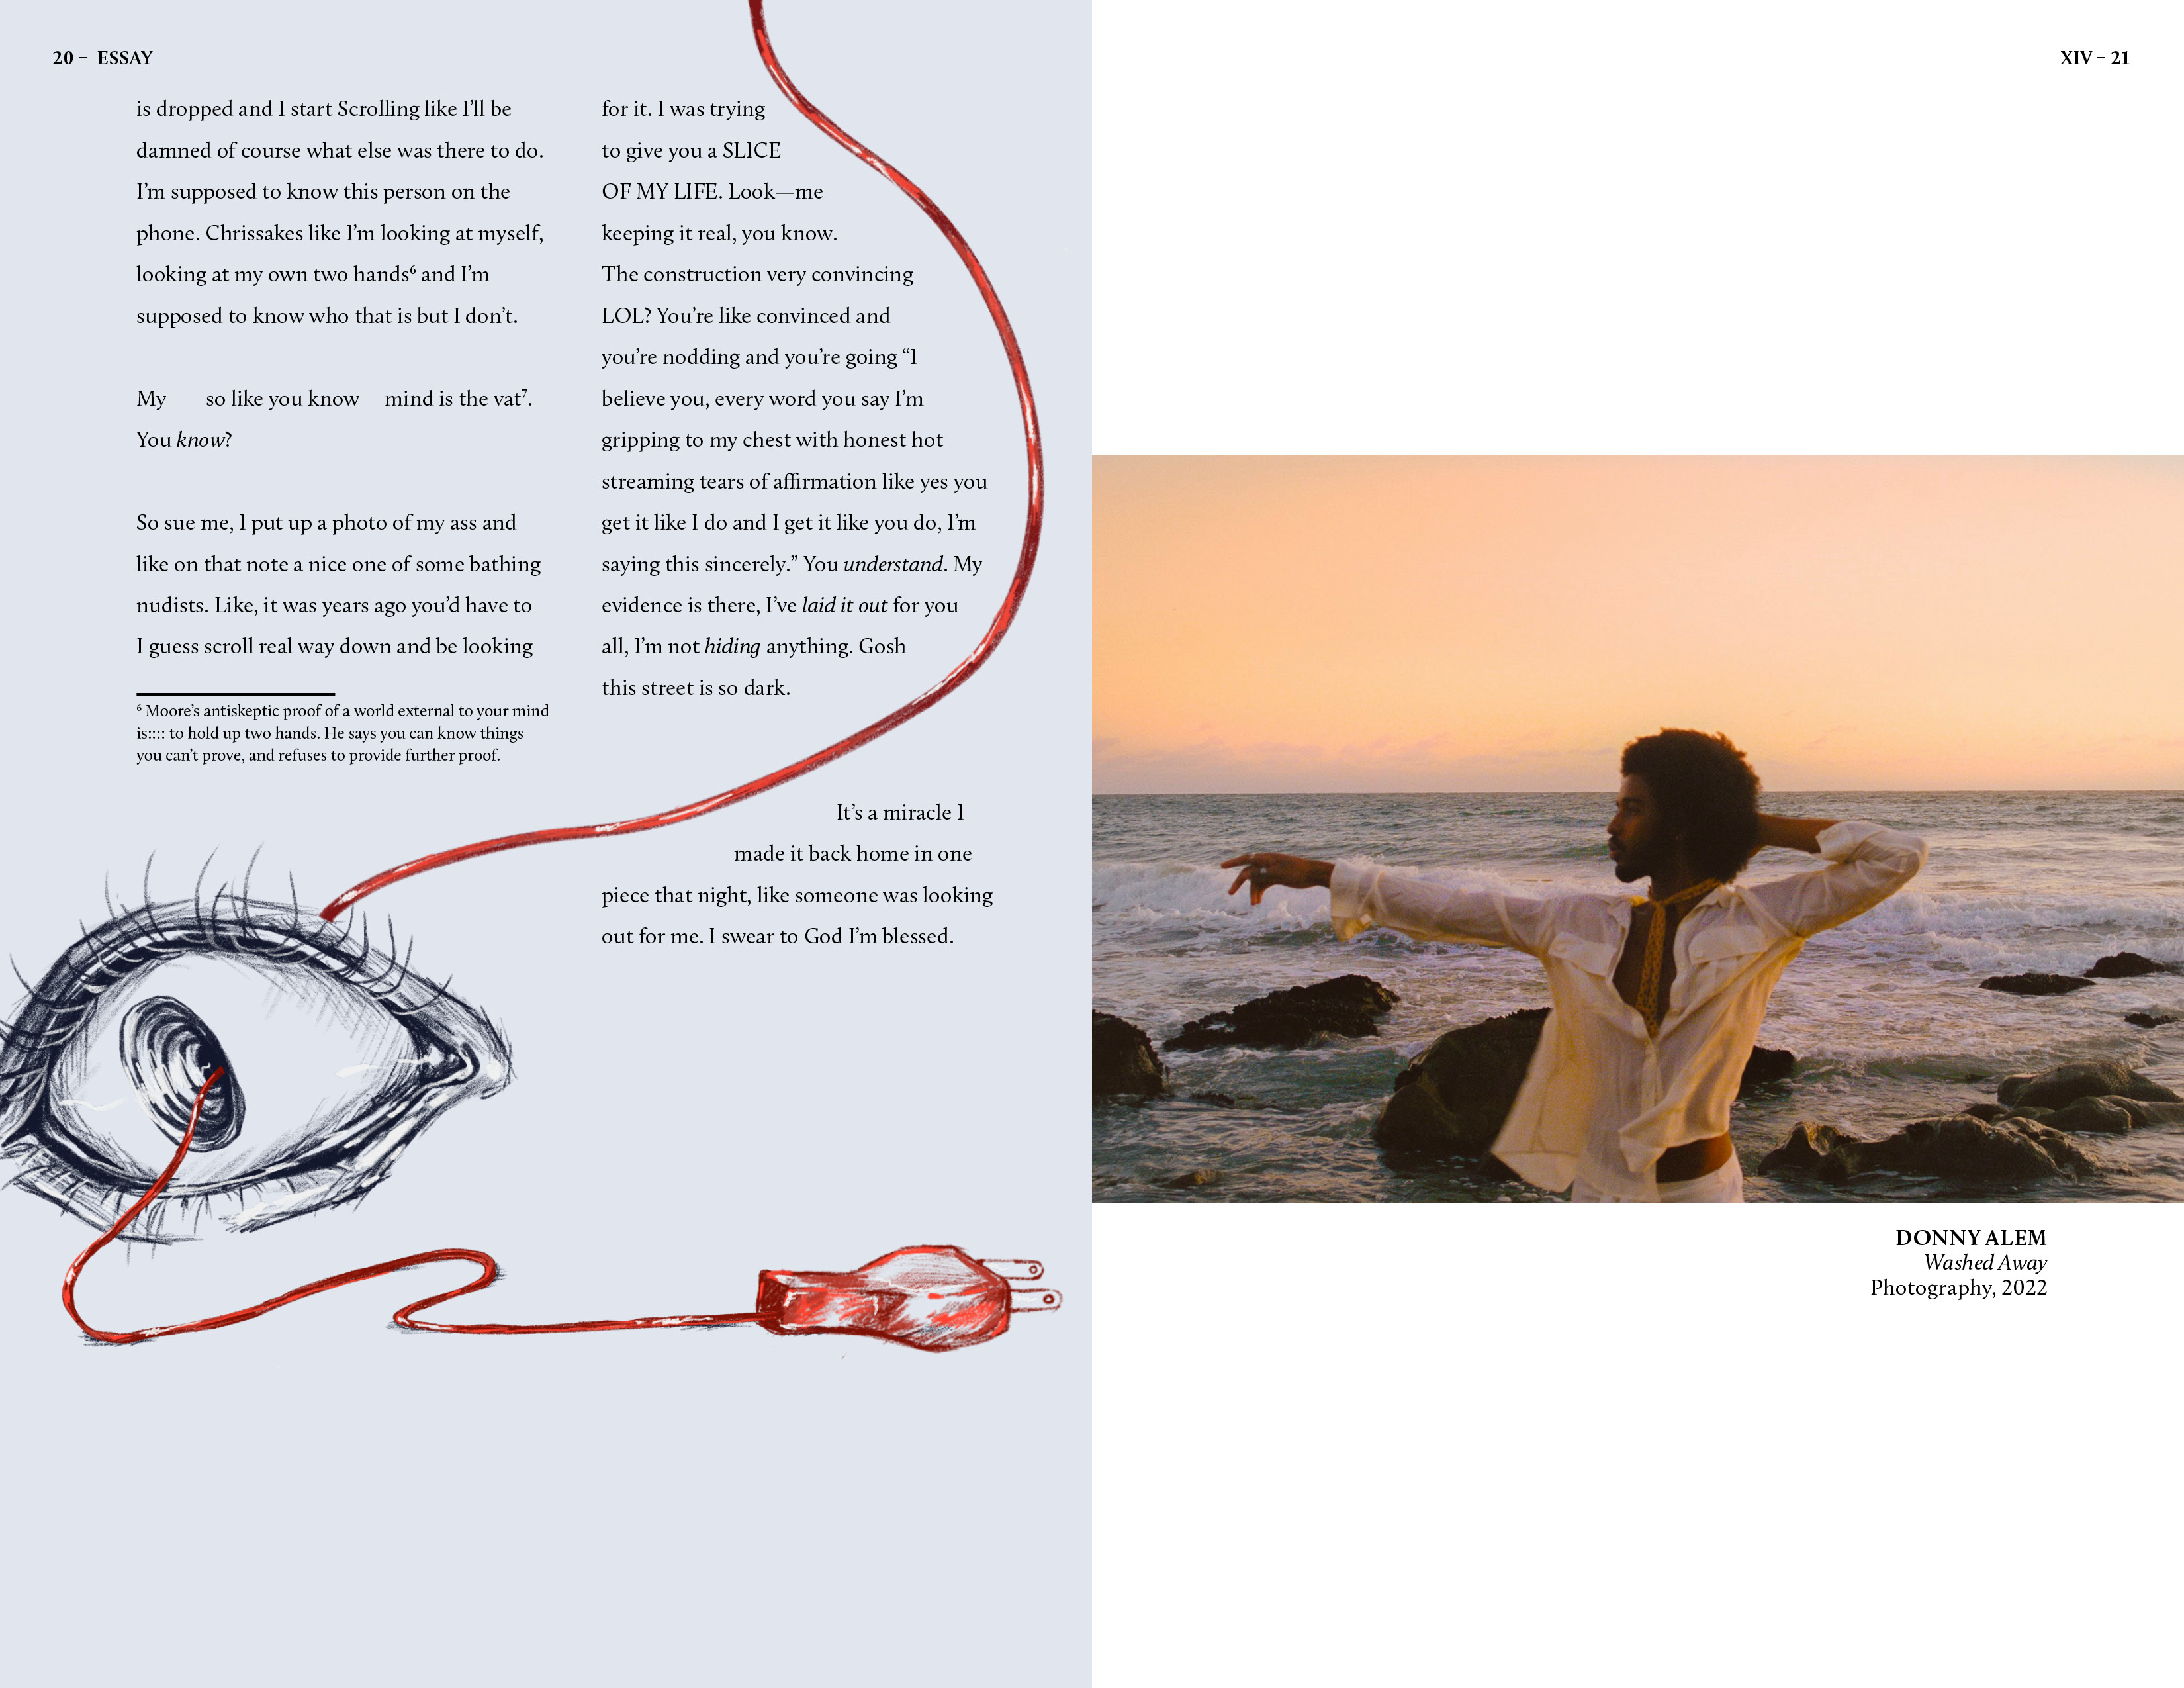 20 – ESSAY
is dropped and I start Scrolling like I’ll be
damned of course what else was there to do.
I’m supposed to know this person on the
phone. Chrissakes like I’m looking at myself,
looking at my own two hands⁶ and I’m
supposed to know who that is but I don’t.
My so like you know mind is the vat⁷.
You know?
So sue me, I put up a photo of my ass and
like on that note a nice one of some bathing
nudists. Like, it was years ago you’d have to
I guess scroll real way down and be looking
⁶ Moore’s antiskeptic proof of a world external to your mind
is:::: to hold up two hands. He says you can know things
you can’t prove, and refuses to provide further proof.
for it. I was trying
to give you a SLICE
OF MY LIFE. Look—me
keeping it real, you know.
The construction very convincing
LOL? You’re like convinced and
you’re nodding and you’re going “I
believe you, every word you say I’m
gripping to my chest with honest hot
streaming tears of affirmation like yes you
get it like I do and I get it like you do, I’m
saying this sincerely.” You understand. My
evidence is there, I’ve laid it out for you
all, I’m not hiding anything. Gosh
this street is so dark.
It’s a miracle I
made it back home in one
piece that night, like someone was looking
out for me. I swear to God I’m blessed.
XIV – 21
DONNY ALEM
Washed Away
Photography, 2022